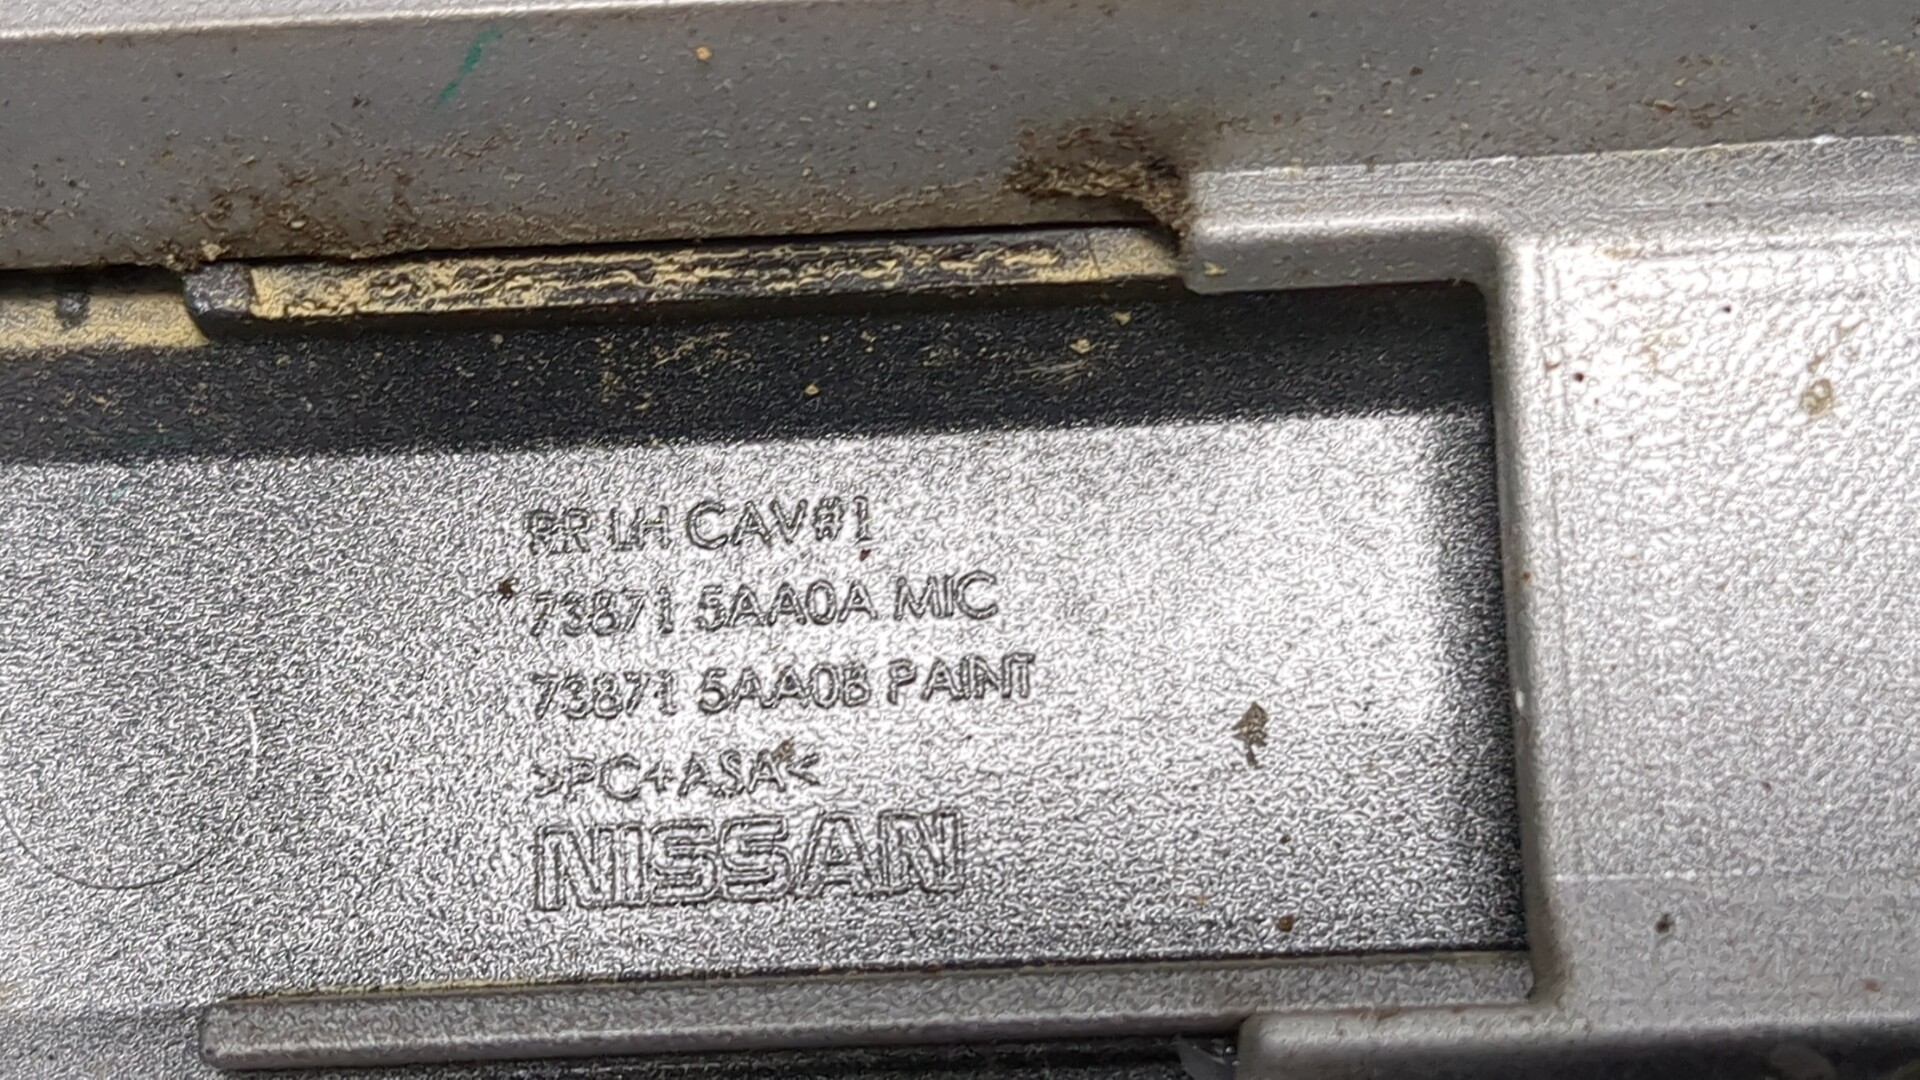 RR LH CAV#1
73871 5AA0A MIC
73871 5AA0B PAINT
>PC+ASA<
NISSAN